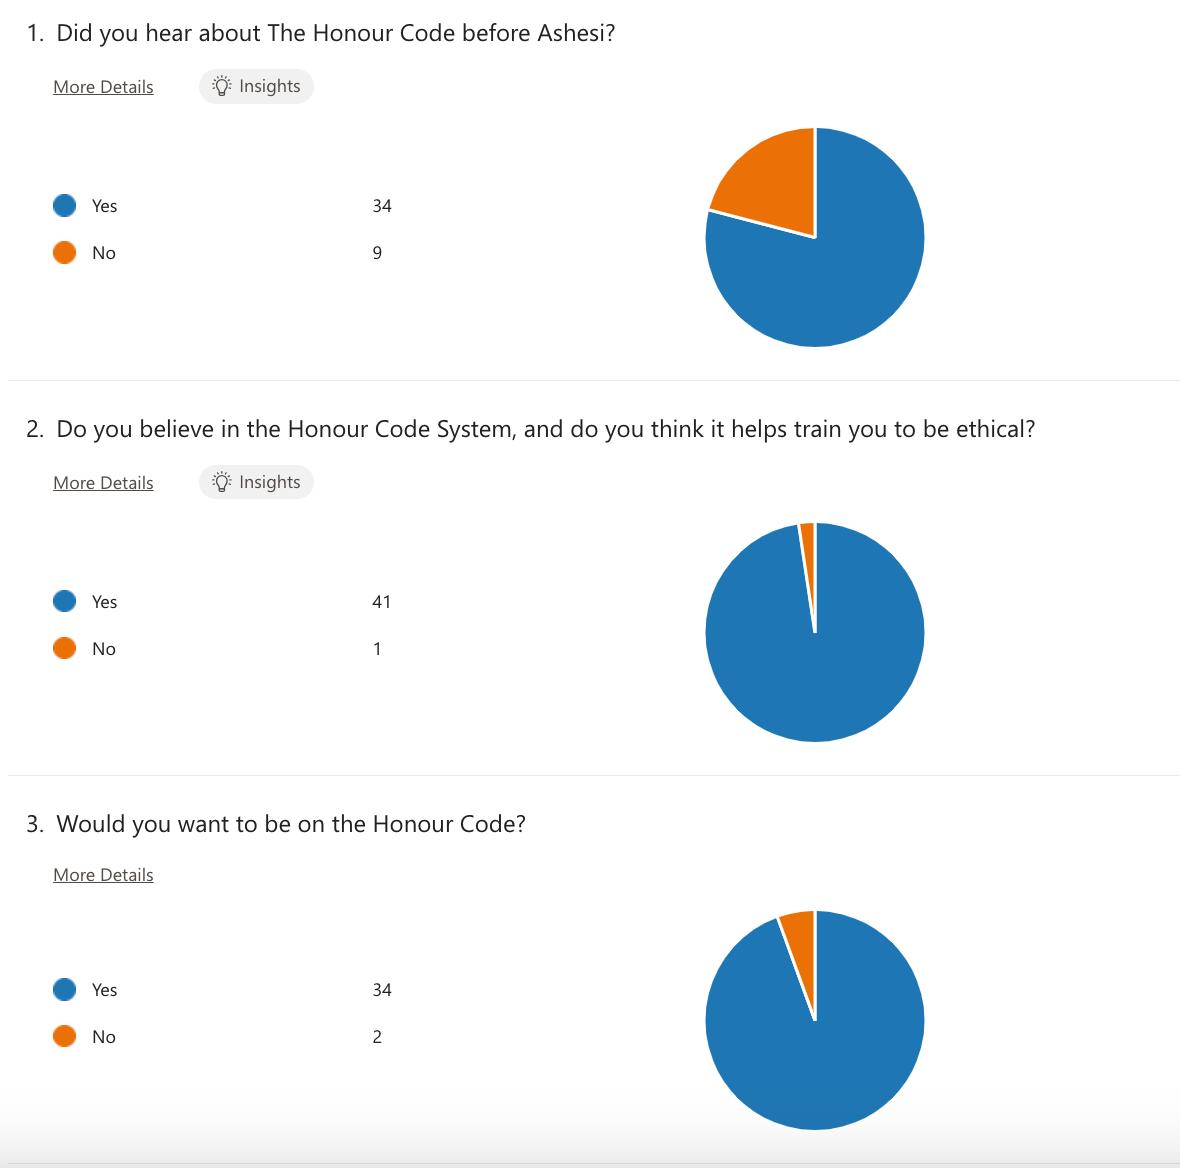 1. Did you hear about The Honour Code before Ashesi?
More Details Insights
Yes 34
No 9
2. Do you believe in the Honour Code System, and do you think it helps train you to be ethical?
More Details Insights
Yes 41
No 1
3. Would you want to be on the Honour Code?
More Details
Yes 34
No 2